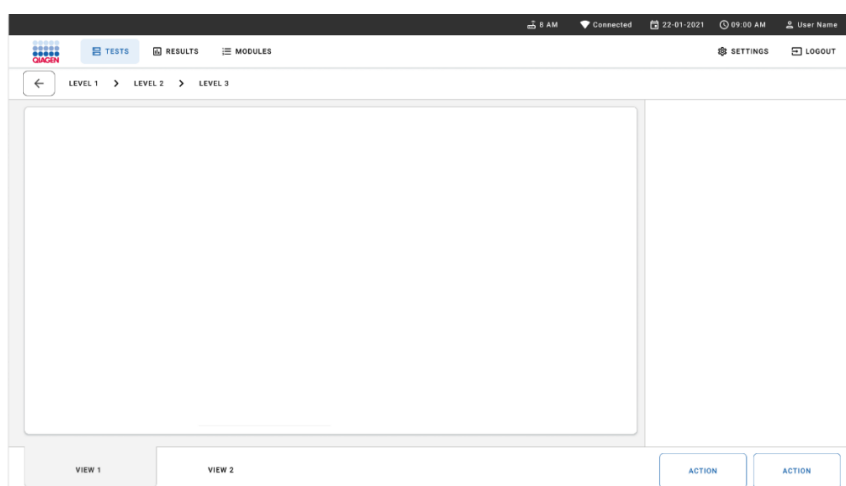 8 AM Connected 22-01-2021 09:00 AM User Name
QIAGEN TESTS RESULTS MODULES SETTINGS LOGOUT
LEVEL 1 > LEVEL 2 > LEVEL 3
VIEW 1 VIEW 2 ACTION ACTION